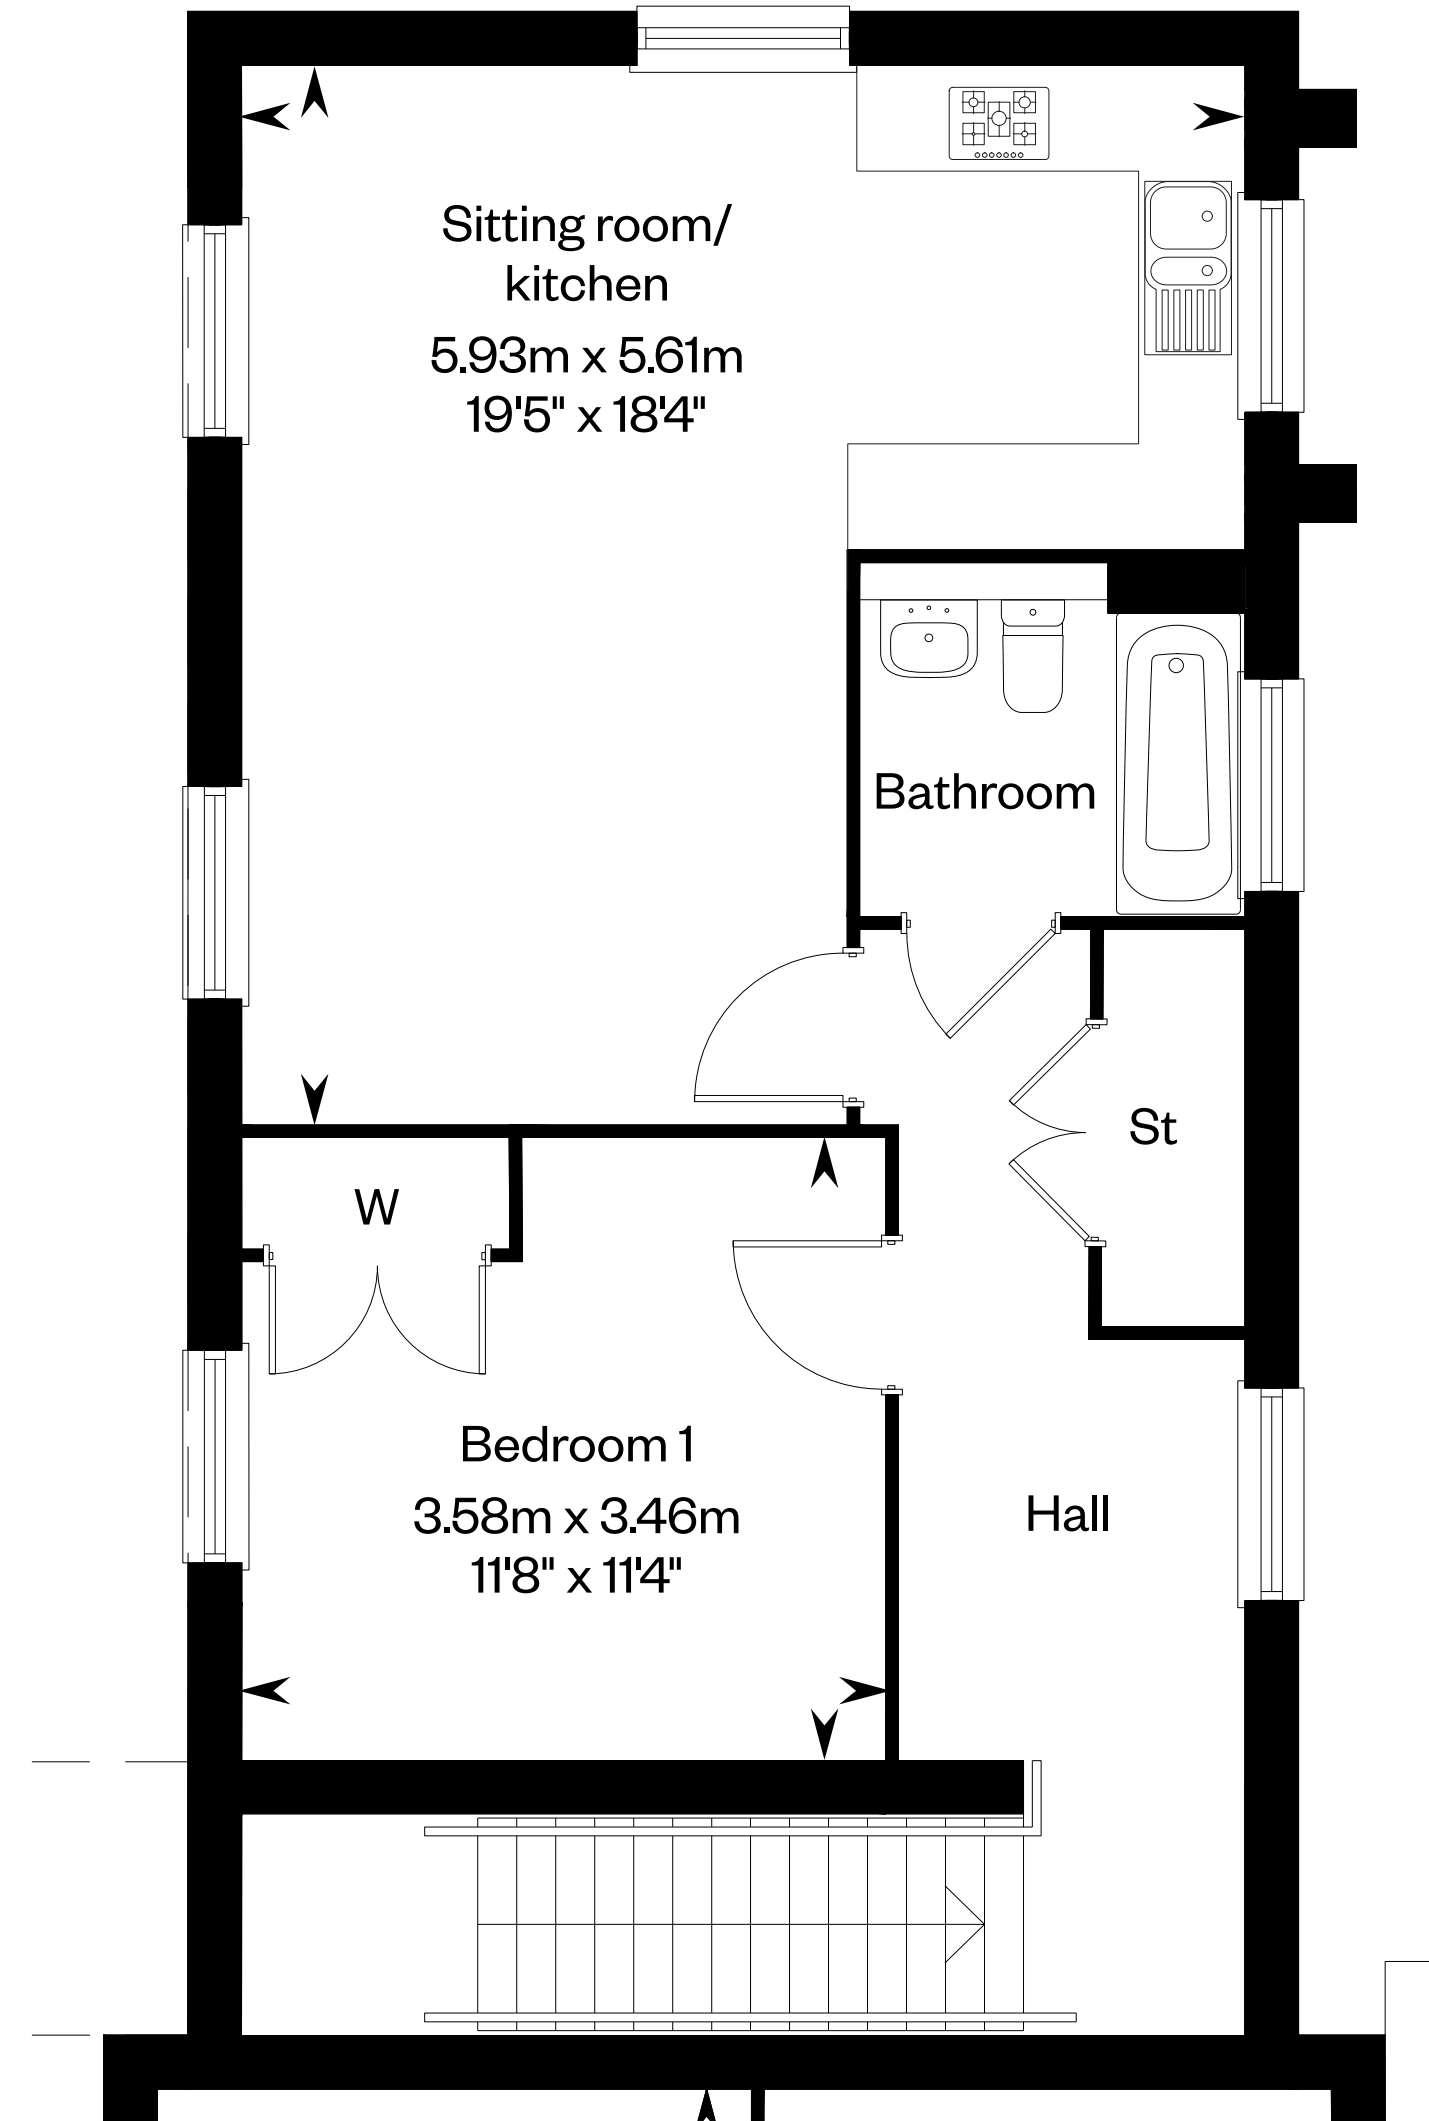 Sitting room/
kitchen
5.93m x 5.61m
19'5" x 18'4"
Bathroom
St
W
Bedroom 1
3.58m x 3.46m
11'8" x 11'4"
Hall